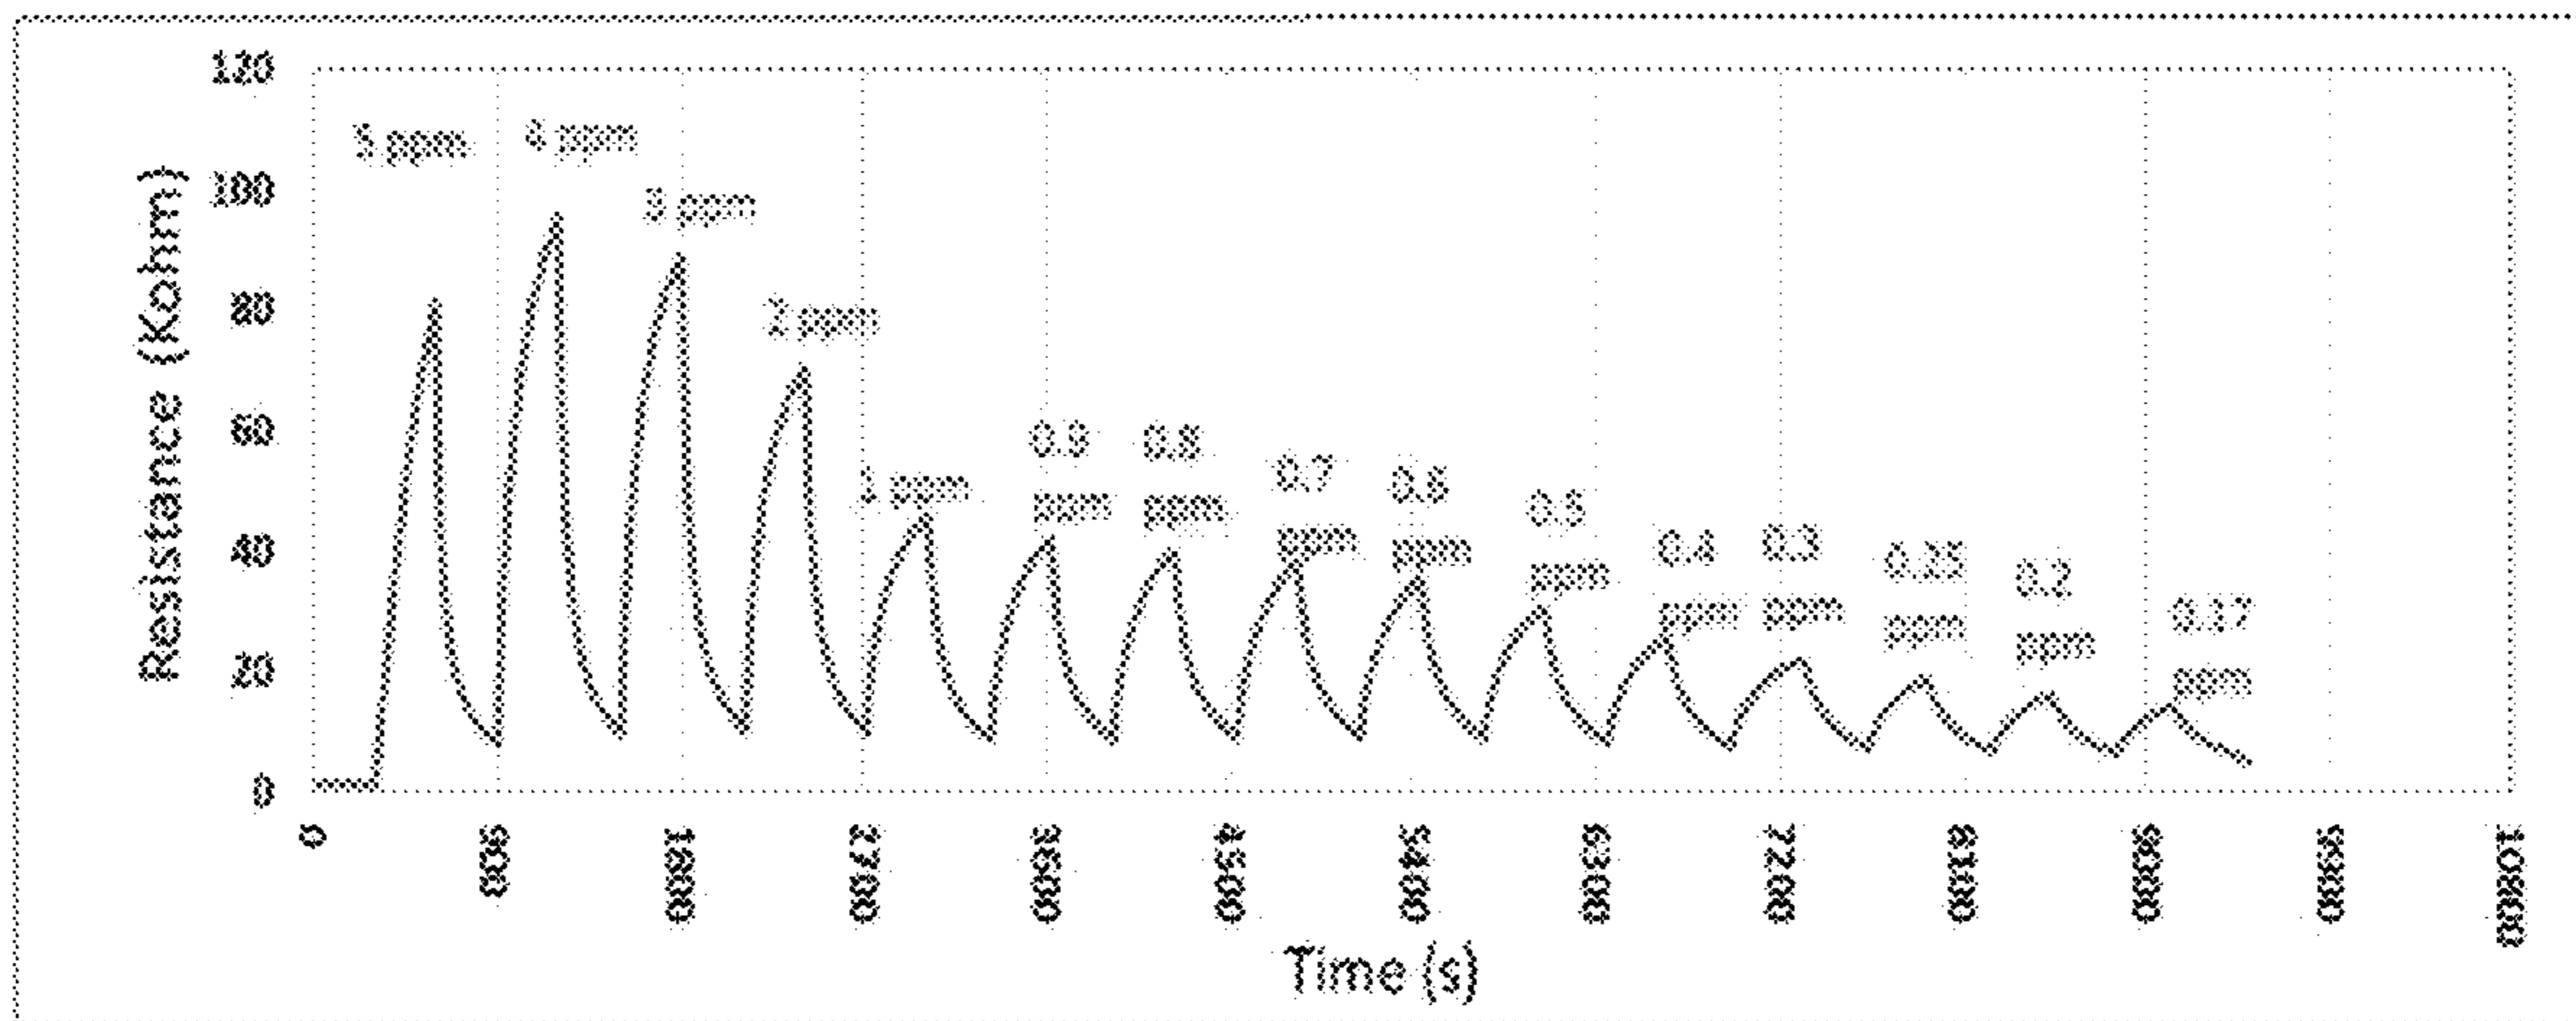 120
100
80
60
40
20
0
Resistance (Kohm)
5 ppm
4 ppm
3 ppm
2 ppm
1 ppm
0.9
ppm
0.8
ppm
0.7
ppm
0.6
ppm
0.5
ppm
0.4
ppm
0.3
ppm
0.25
ppm
0.2
ppm
0.17
ppm
0
900
1800
2700
3600
4500
5400
6300
7200
8100
9000
9900
10800
Time (s)